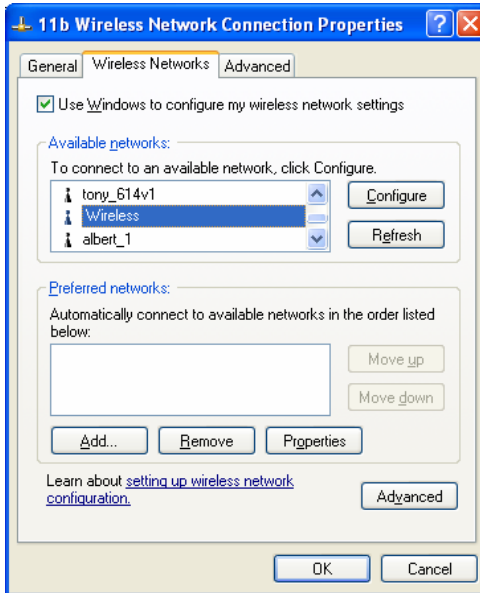 11b Wireless Network Connection Properties
General Wireless Networks Advanced
Use Windows to configure my wireless network settings
Available networks:
To connect to an available network, click Configure.
tony_614v1
Wireless
albert_1
Configure
Refresh
Preferred networks:
Automatically connect to available networks in the order listed
below:
Move up
Move down
Add... Remove Properties
Learn about setting up wireless network
configuration.
Advanced
OK Cancel